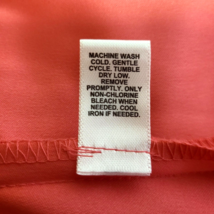 MACHINE WASH
COLD. GENTLE
CYCLE. TUMBLE
DRY LOW.
REMOVE
PROMPTLY. ONLY
NON-CHLORINE
BLEACH WHEN
NEEDED. COOL
IRON IF NEEDED.